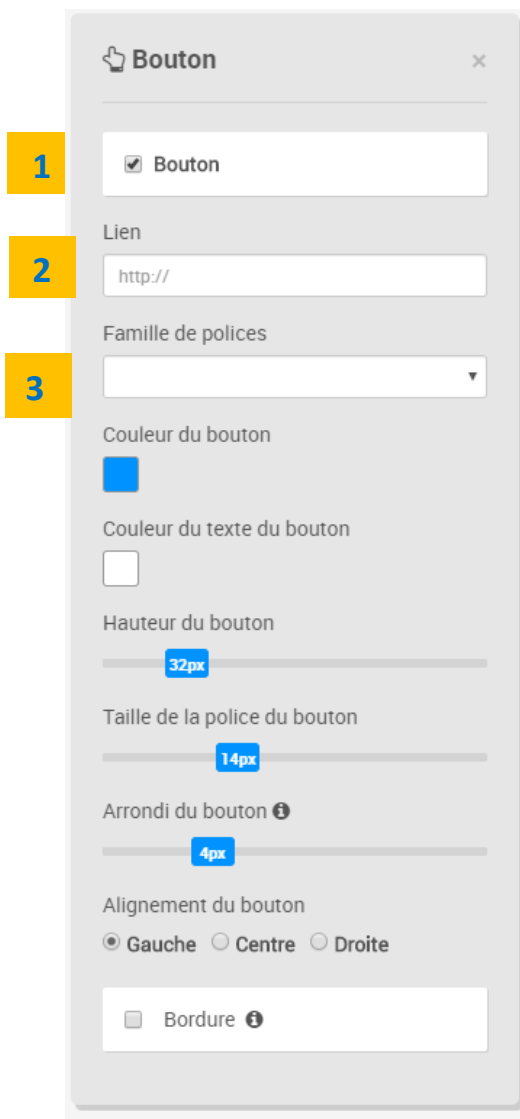 Bouton ×
1 Bouton
Lien
2 http://
Famille de polices
3
Couleur du bouton
Couleur du texte du bouton
Hauteur du bouton
32px
Taille de la police du bouton
14px
Arrondi du bouton
4px
Alignement du bouton
Gauche Centre Droite
Bordure